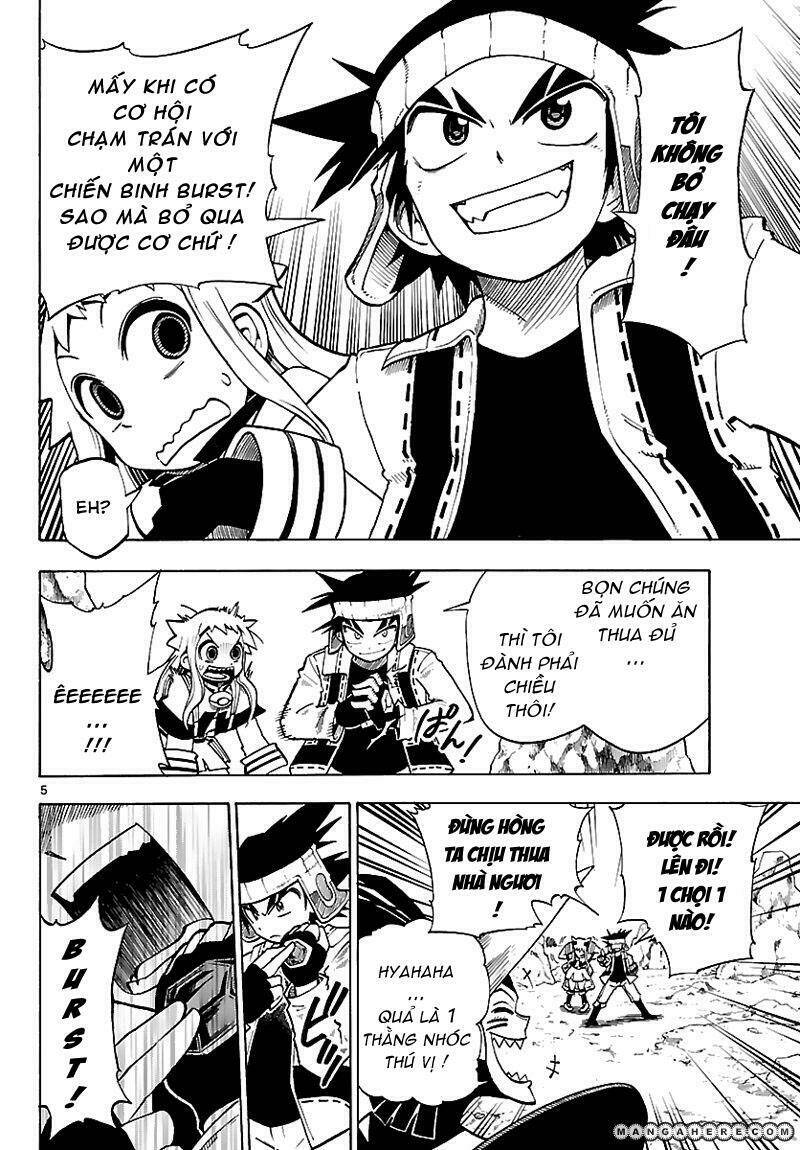 TÔI
KHÔNG
BỎ
CHẠY
ĐÂU
!
MẤY KHI CÓ
CƠ HỘI
CHẠM TRÁN VỚI
MỘT
CHIẾN BINH BURST!
SAO MÀ BỎ QUA
ĐƯỢC CƠ CHỨ !
EH?
BỌN CHÚNG
ĐÃ MUỐN ĂN
THUA ĐỦ
...
THÌ TÔI
ĐÀNH PHẢI
CHIỀU
THÔI!
ぱん!
ÊEEEEEEE
...
!!!
5
ĐƯỢC RỒI!
LÊN ĐI!
1 CHỌI 1
NÀO!
ĐỪNG HÒNG
TA CHỊU THUA
NHÀ NGƯƠI
!
HYAHAHA
...
QUẢ LÀ 1
THẰNG NHÓC
THÚ VỊ !
BURST!
MANGAHERE.COM